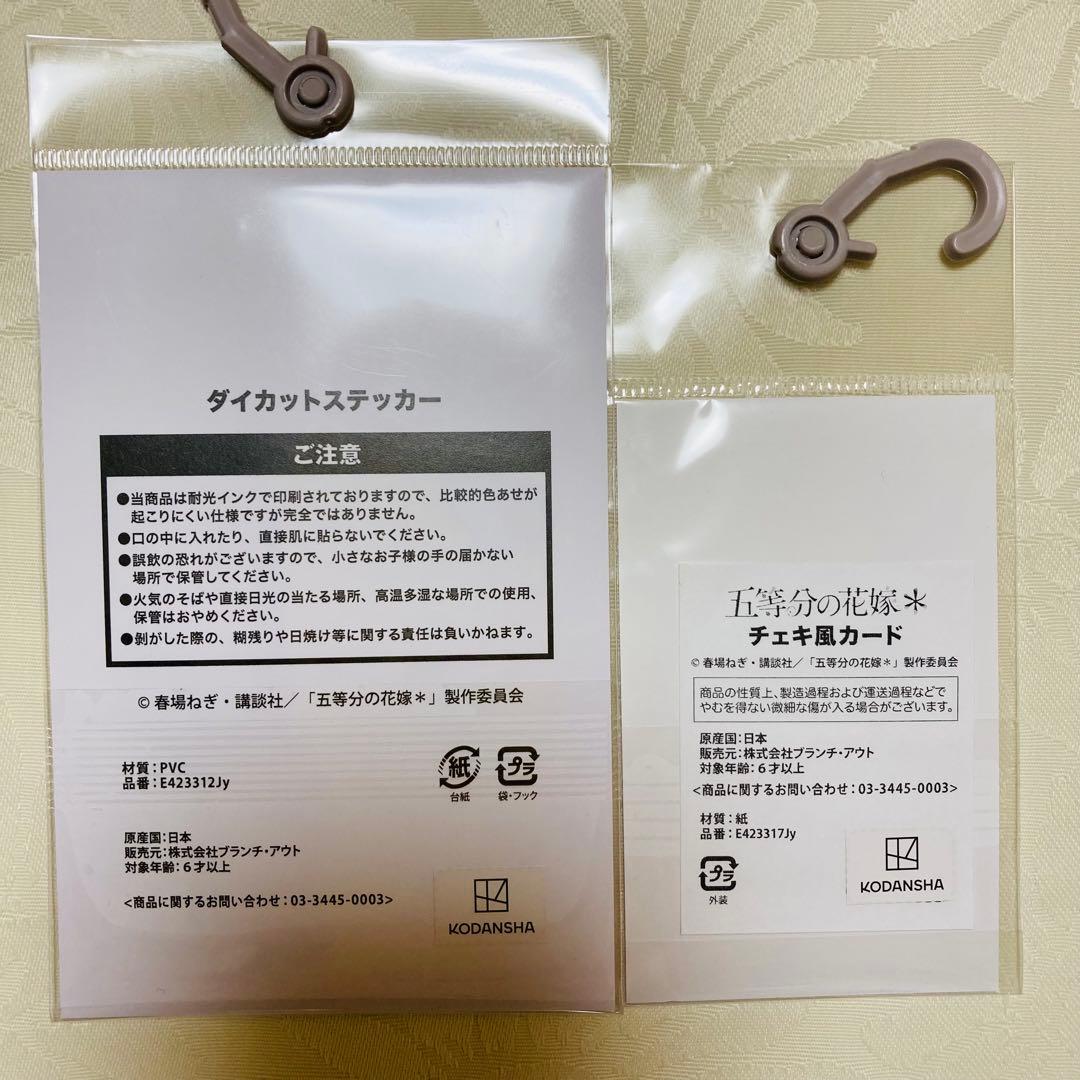 ダイカットステッカー
ご注意
●当商品は耐光インクで印刷されておりますので、比較的色あせが
起こりにくい仕様ですが完全ではありません。
●口の中に入れたり、直接肌に貼らないでください。
●誤飲の恐れがございますので、小さなお子様の手の届かない
場所で保管してください。
●火気のそばや直接日光の当たる場所、高温多湿な場所での使用、
保管はおやめください。
●剝がした際の、糊残りや日焼け等に関する責任は負いかねます。
© 春場ねぎ・講談社／「五等分の花嫁＊」製作委員会
材質：PVC
品番：E423312Jy
紙
台紙
プラ
袋・フック
原産国：日本
販売元：株式会社ブランチ・アウト
対象年齢：６才以上
<商品に関するお問い合わせ：03-3445-0003>
KODANSHA
五等分の花嫁＊
チェキ風カード
© 春場ねぎ・講談社／「五等分の花嫁＊」製作委員会
商品の性質上、製造過程および運送過程などで
やむを得ない微細な傷が入る場合がございます。
原産国：日本
販売元：株式会社ブランチ・アウト
対象年齢：６才以上
<商品に関するお問い合わせ：03-3445-0003>
材質：紙
品番：E423317Jy
プラ
外装
KODANSHA